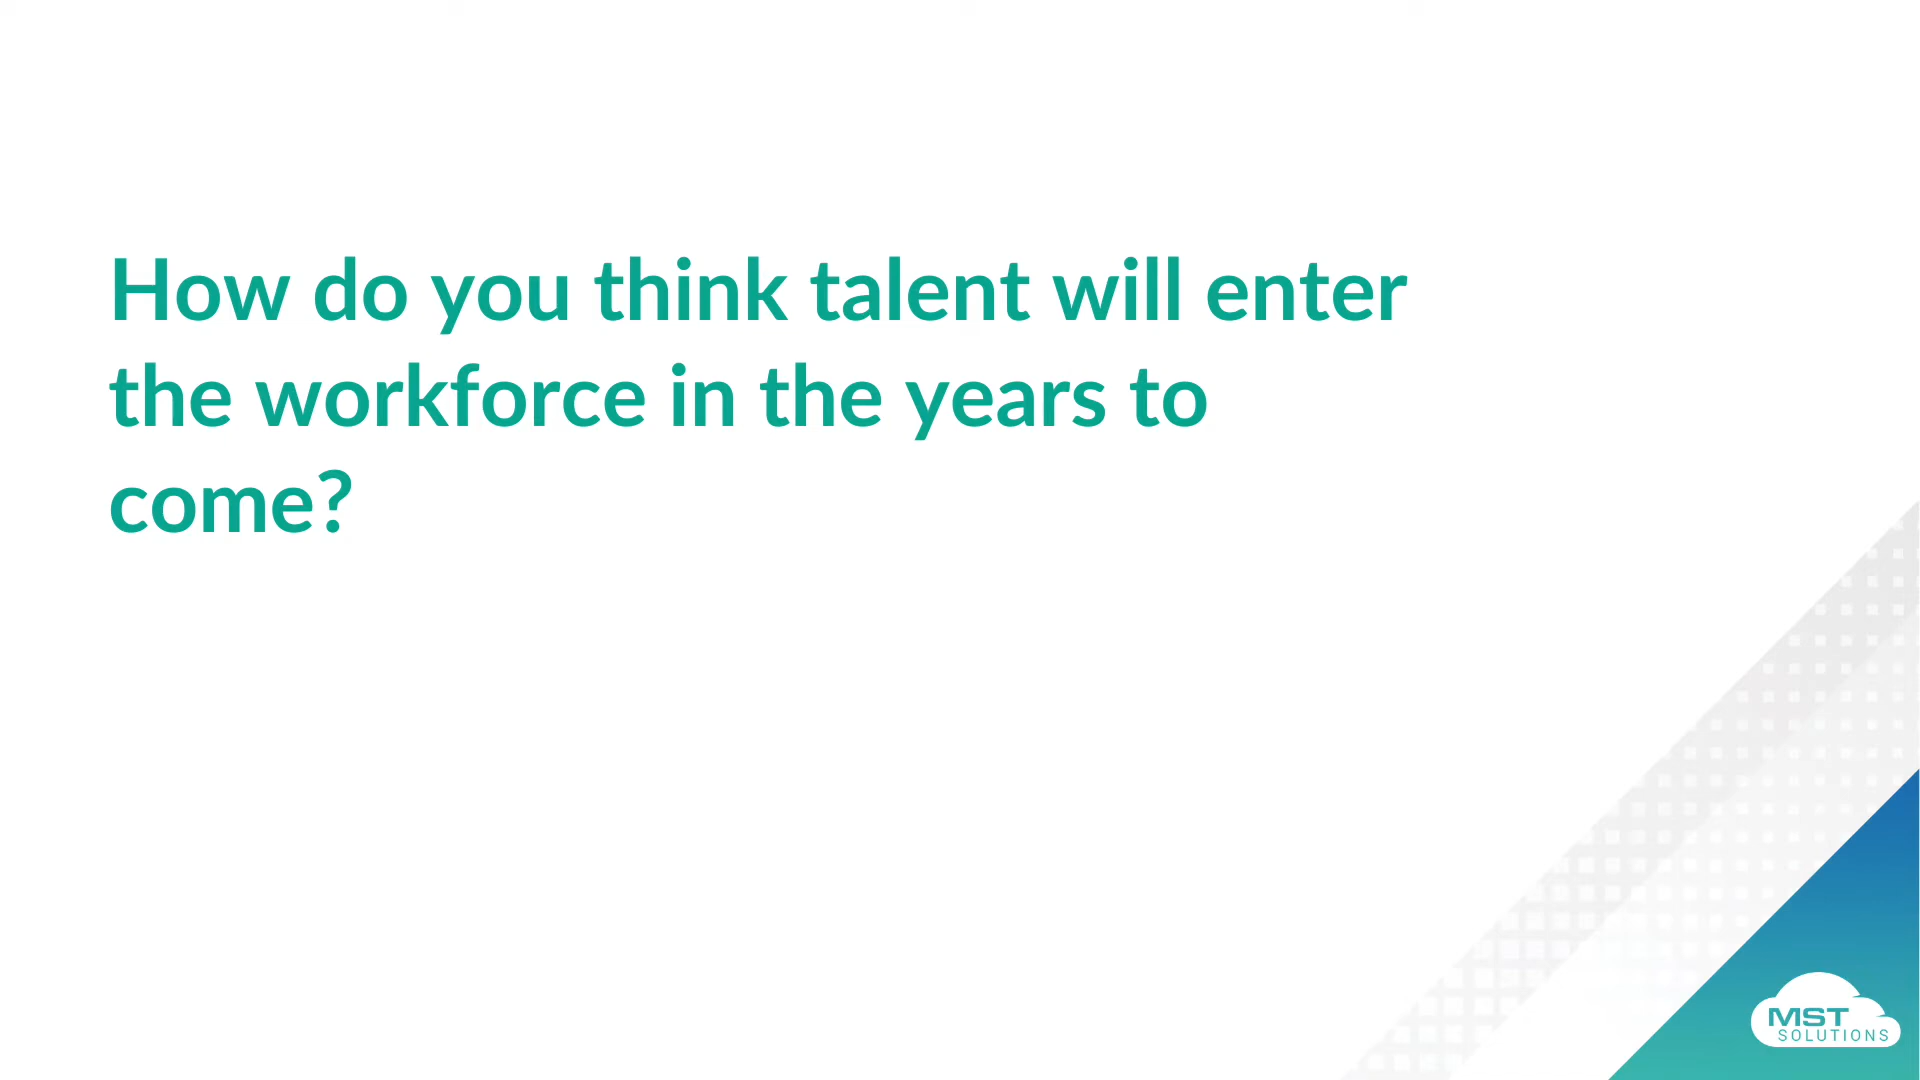 How do you think talent will enter
the workforce in the years to
come?
MST
SOLUTIONS